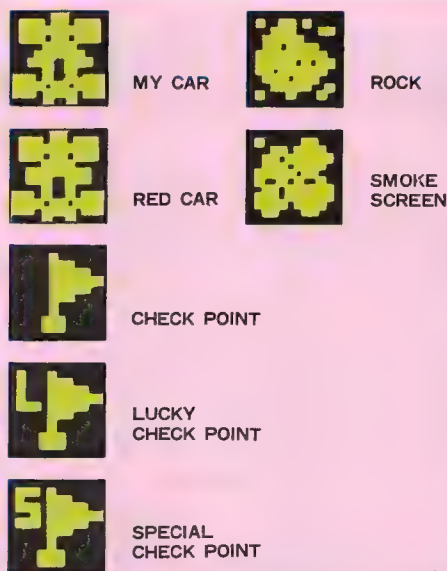 MY CAR
ROCK
RED CAR
SMOKE
SCREEN
CHECK POINT
L
LUCKY
CHECK POINT
S
SPECIAL
CHECK POINT